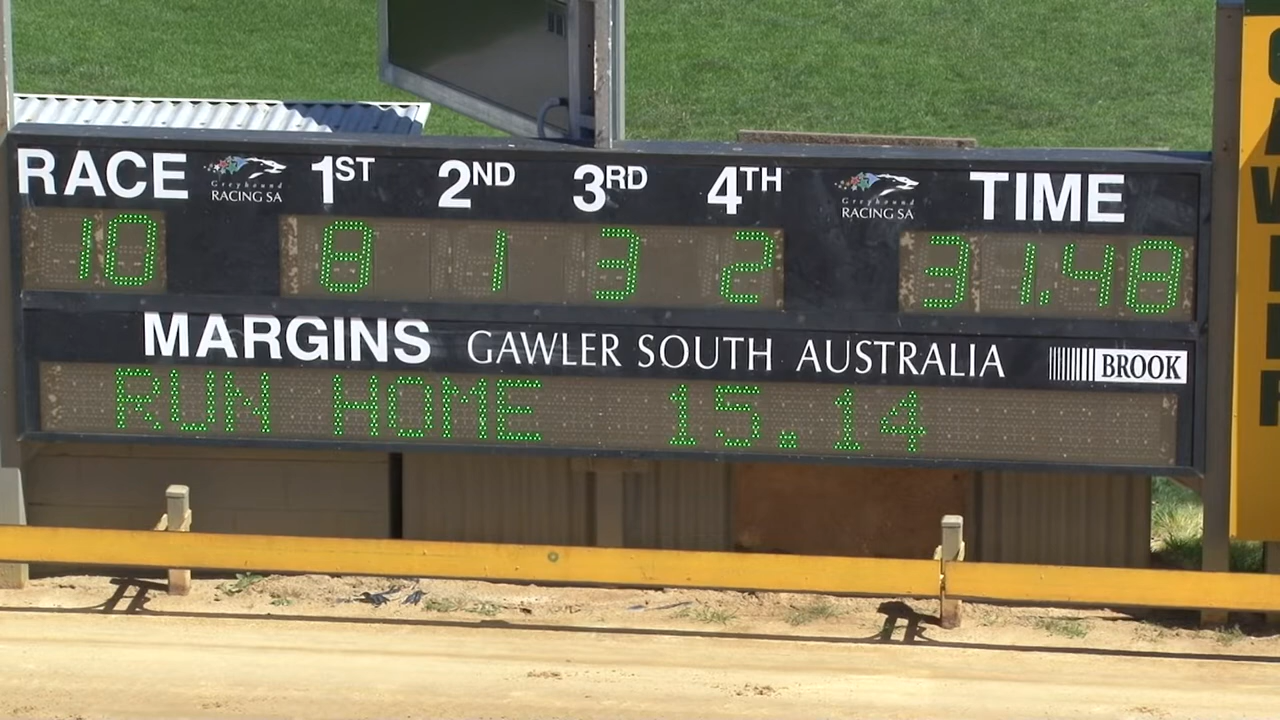 RACE Greyhound RACING SA 1ST 2ND 3RD 4TH Greyhound RACING SA TIME
10 8 1 3 2 31.48
MARGINS GAWLER SOUTH AUSTRALIA BROOK
RUN HOME 15.14